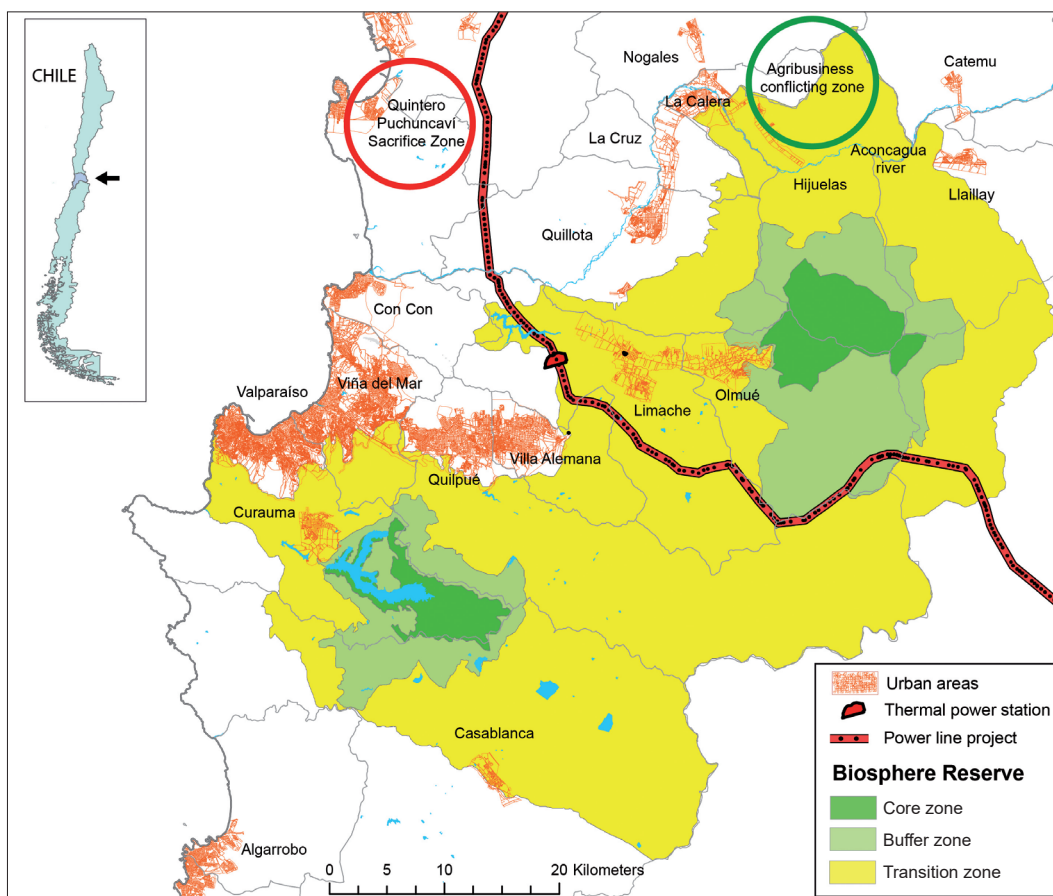 CHILE
Nogales
Agribusiness
conflicting zone
Catemu
Quintero
Puchuncaví
Sacrifice Zone
La Calera
La Cruz
Aconcagua
river
Hijuelas
Llaillay
Quillota
Con Con
Valparaíso
Viña del Mar
Limache
Olmué
Villa Alemana
Quilpué
Curauma
Casablanca
Algarrobo
0 5 10 20 Kilometers
Urban areas
Thermal power station
Power line project
Biosphere Reserve
Core zone
Buffer zone
Transition zone